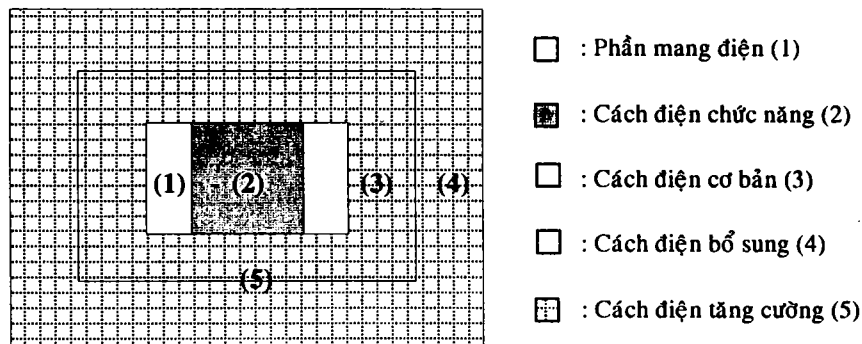 (1)
(2)
(3)
(4)
(5)
: Phần mang điện (1)
: Cách điện chức năng (2)
: Cách điện cơ bản (3)
: Cách điện bổ sung (4)
: Cách điện tăng cường (5)